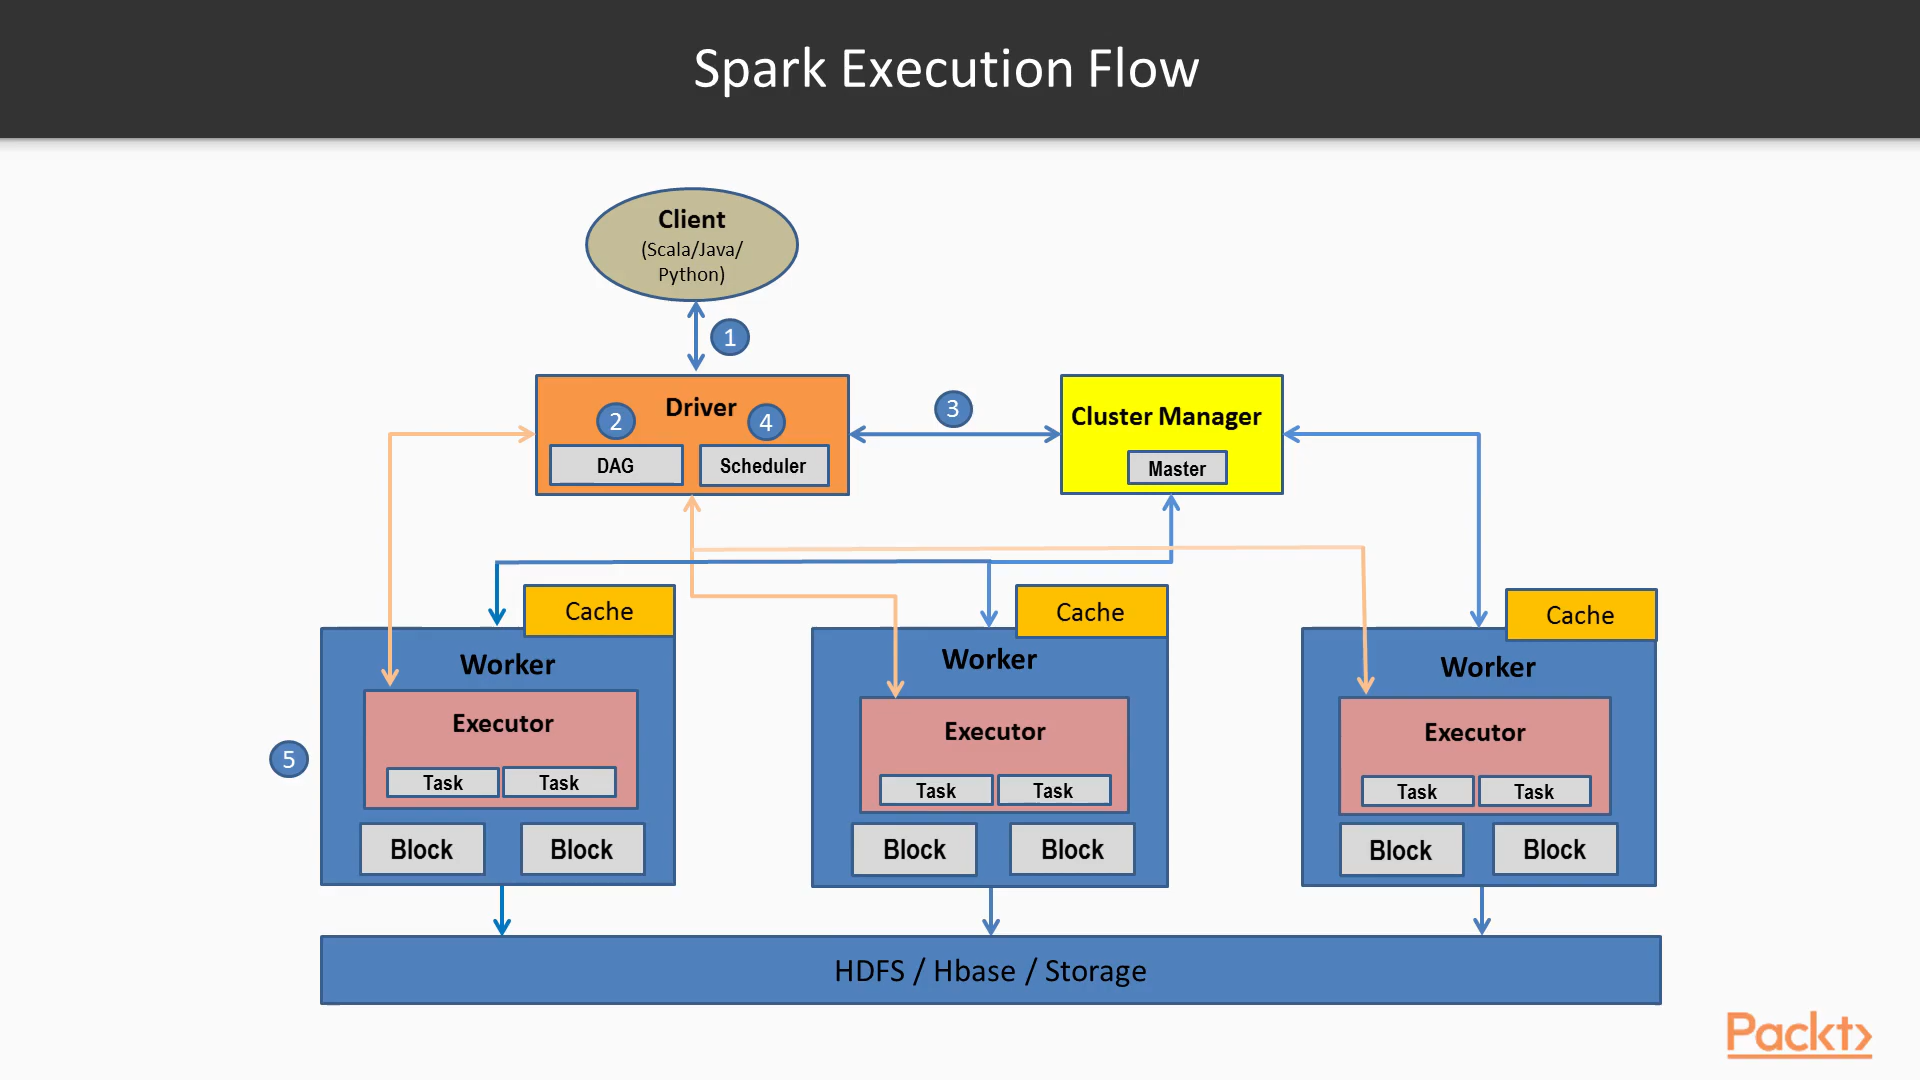 Spark Execution Flow
Client
(Scala/Java/
Python)
1
Driver
2
4
DAG
Scheduler
3
Cluster Manager
Master
Cache
Cache
Cache
Worker
Worker
Worker
Executor
Executor
Executor
5
Task
Task
Task
Task
Task
Task
Block
Block
Block
Block
Block
Block
HDFS / Hbase / Storage
Packt>